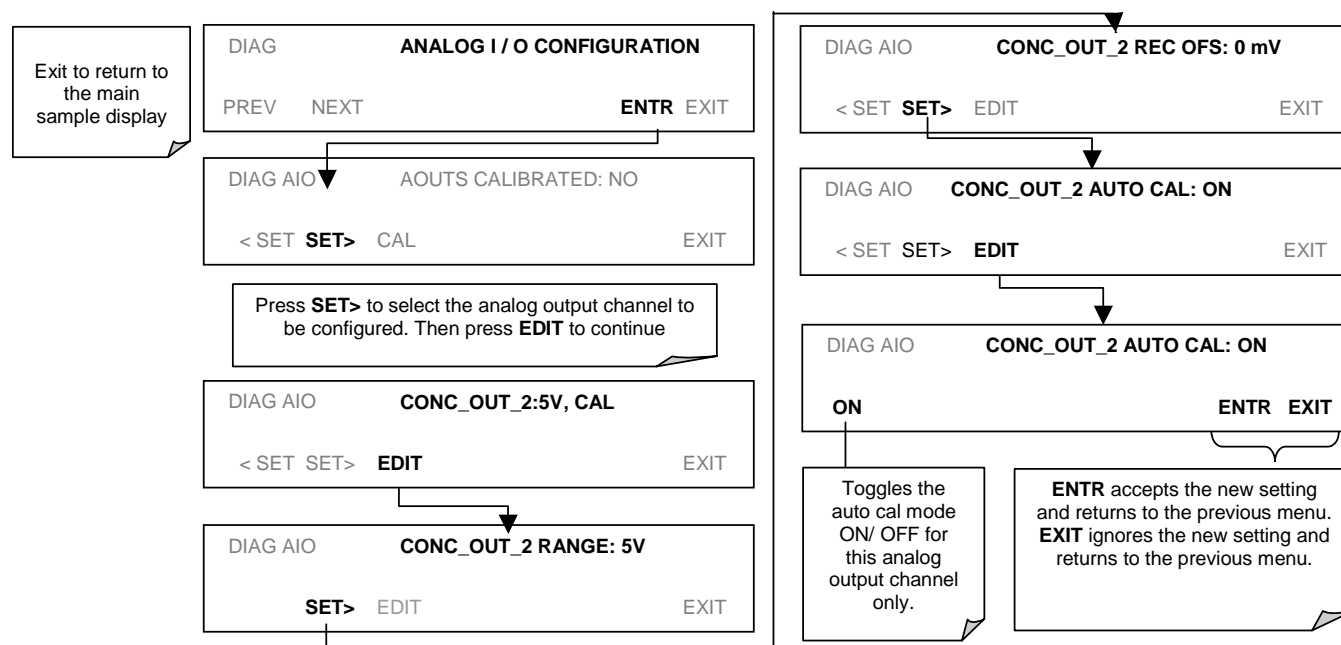 Exit to return to
the main
sample display
DIAG ANALOG I / O CONFIGURATION
PREV NEXT ENTR EXIT
DIAG AIO AOUTS CALIBRATED: NO
< SET SET> CAL EXIT
Press SET> to select the analog output channel to
be configured. Then press EDIT to continue
DIAG AIO CONC_OUT_2:5V, CAL
< SET SET> EDIT EXIT
DIAG AIO CONC_OUT_2 RANGE: 5V
SET> EDIT EXIT
DIAG AIO CONC_OUT_2 REC OFS: 0 mV
< SET SET> EDIT EXIT
DIAG AIO CONC_OUT_2 AUTO CAL: ON
< SET SET> EDIT EXIT
DIAG AIO CONC_OUT_2 AUTO CAL: ON
ON ENTR EXIT
Toggles the
auto cal mode
ON/ OFF for
this analog
output channel
only.
ENTR accepts the new setting
and returns to the previous menu.
EXIT ignores the new setting and
returns to the previous menu.